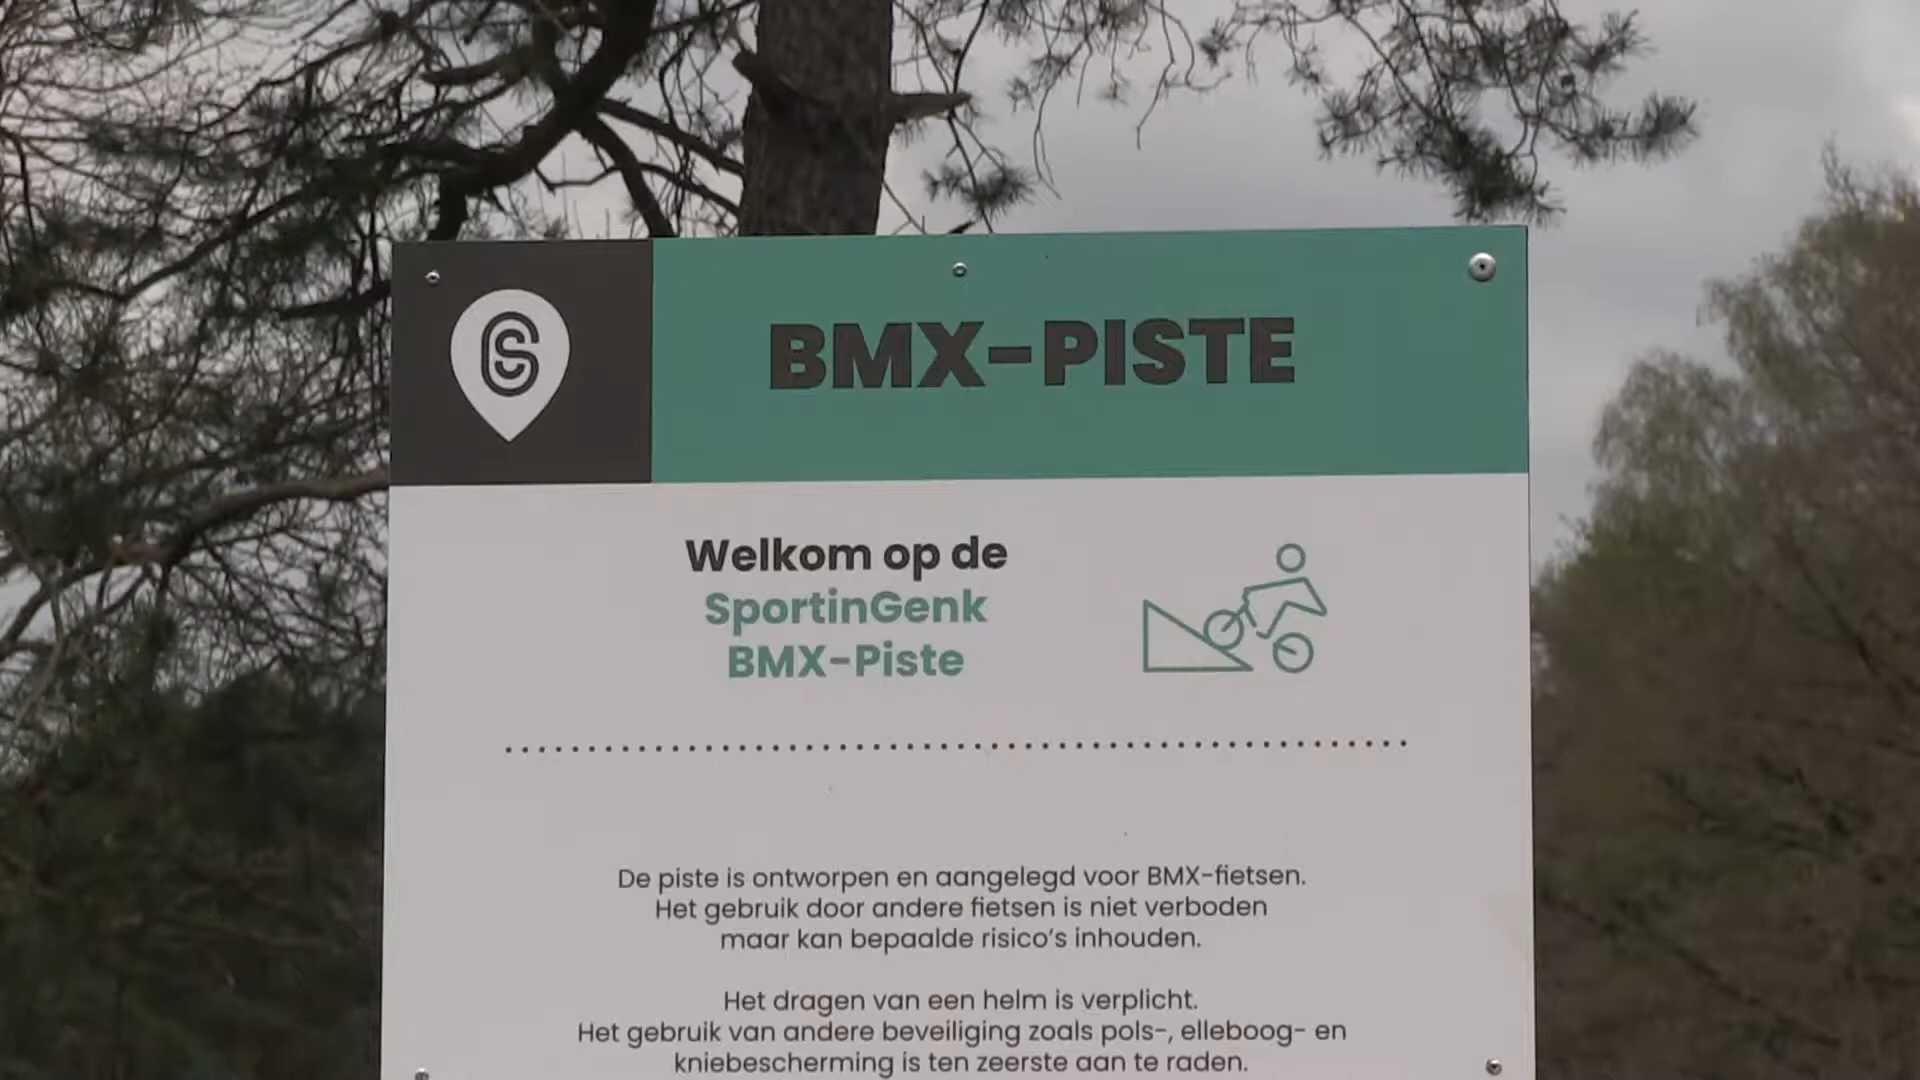 BMX-PISTE
Welkom op de
SportinGenk
BMX-Piste
De piste is ontworpen en aangelegd voor BMX-fietsen.
Het gebruik door andere fietsen is niet verboden
maar kan bepaalde risico's inhouden.
Het dragen van een helm is verplicht.
Het gebruik van andere beveiliging zoals pols-, elleboog- en
kniebescherming is ten zeerste aan te raden.